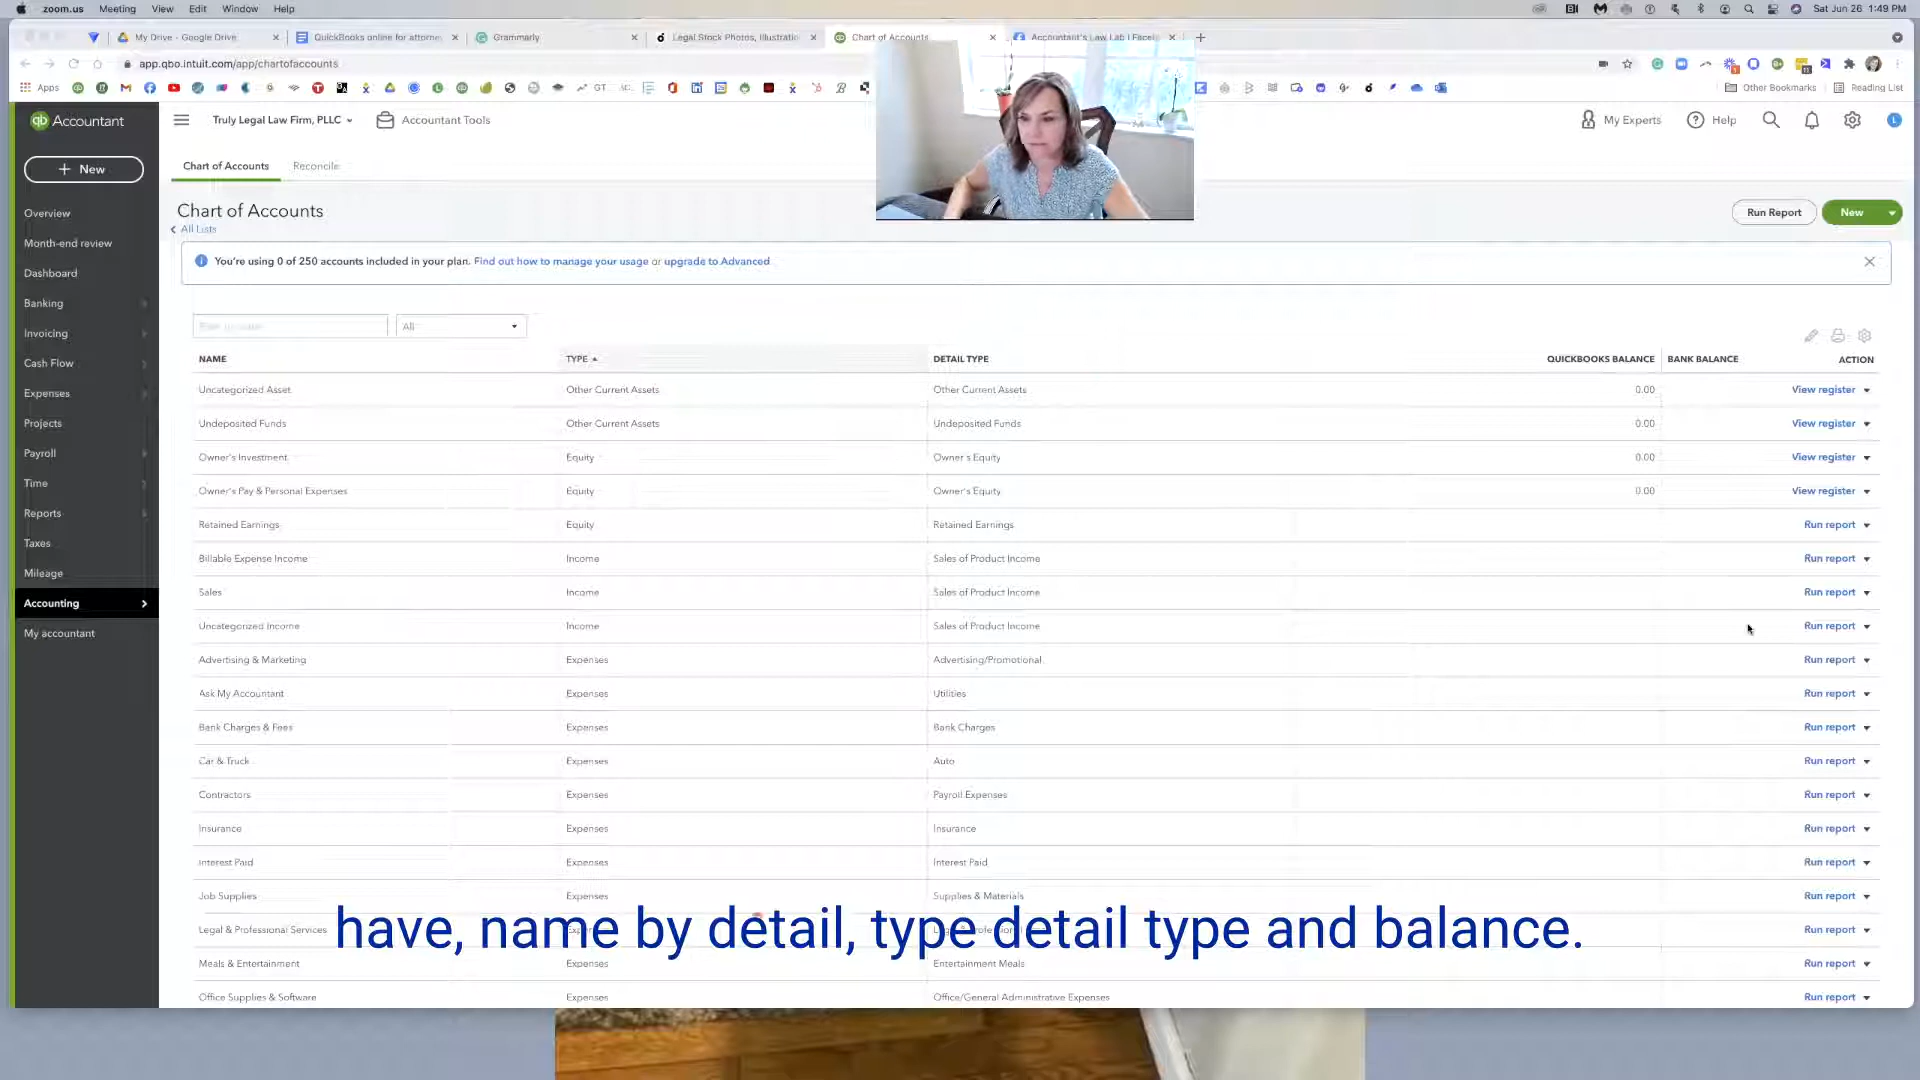 zoom.us Meeting View Edit Window Help Sat Jun 26 1:49 PM
My Drive - Google Drive QuickBooks online for attorne Grammarly Legal Stock Photos, Illustratio Chart of Accounts Accountant's Law Lab | Facel
app.qbo.intuit.com/app/chartofaccounts
Apps GT Other Bookmarks Reading List
qb Accountant Truly Legal Law Firm, PLLC Accountant Tools My Experts Help
+ New
Chart of Accounts Reconcile
Chart of Accounts
All Lists
Run Report New
You're using 0 of 250 accounts included in your plan. Find out how to manage your usage or upgrade to Advanced
Overview
Month-end review
Dashboard
Banking
Invoicing
Cash Flow
Expenses
Projects
Payroll
Time
Reports
Taxes
Mileage
Accounting
My accountant
All
NAME TYPE DETAIL TYPE QUICKBOOKS BALANCE BANK BALANCE ACTION
Uncategorized Asset Other Current Assets Other Current Assets 0.00 View register
Undeposited Funds Other Current Assets Undeposited Funds 0.00 View register
Owner's Investment Equity Owner's Equity 0.00 View register
Owner's Pay & Personal Expenses Equity Owner's Equity 0.00 View register
Retained Earnings Equity Retained Earnings Run report
Billable Expense Income Income Sales of Product Income Run report
Sales Income Sales of Product Income Run report
Uncategorized Income Income Sales of Product Income Run report
Advertising & Marketing Expenses Advertising/Promotional Run report
Ask My Accountant Expenses Utilities Run report
Bank Charges & Fees Expenses Bank Charges Run report
Car & Truck Expenses Auto Run report
Contractors Expenses Payroll Expenses Run report
Insurance Expenses Insurance Run report
Interest Paid Expenses Interest Paid Run report
Job Supplies Expenses Supplies & Materials Run report
Legal & Professional Services Run report
have, name by detail, type detail type and balance.
Meals & Entertainment Expenses Entertainment Meals Run report
Office Supplies & Software Expenses Office/General Administrative Expenses Run report